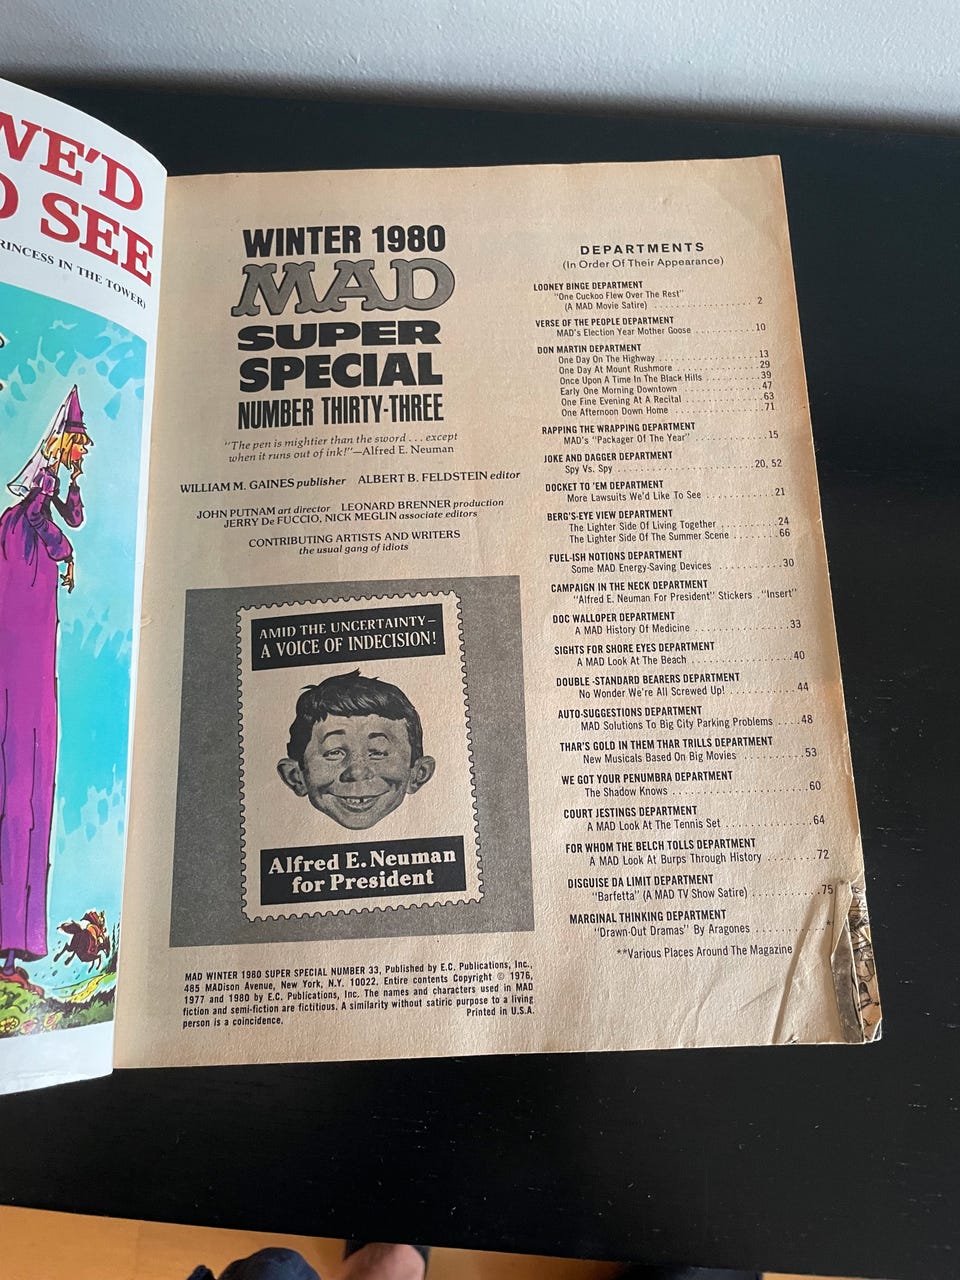 WE'D
SEE
PRINCESS IN THE TOWER)
WINTER 1980
MAD
SUPER
SPECIAL
NUMBER THIRTY-THREE
"The pen is mightier than the sword . . . except
when it runs out of ink!"—Alfred E. Neuman
WILLIAM M. GAINES publisher ALBERT B. FELDSTEIN editor
JOHN PUTNAM art director LEONARD BRENNER production
JERRY De FUCCIO, NICK MEGLIN associate editors
CONTRIBUTING ARTISTS AND WRITERS
the usual gang of idiots
AMID THE UNCERTAINTY—
A VOICE OF INDECISION!
Alfred E. Neuman
for President
MAD WINTER 1980 SUPER SPECIAL NUMBER 33, Published by E.C. Publications, Inc.,
485 MADison Avenue, New York, N.Y. 10022. Entire contents Copyright © 1976,
1977 and 1980 by E.C. Publications, Inc. The names and characters used in MAD
fiction and semi-fiction are fictitious. A similarity without satiric purpose to a living
person is a coincidence. Printed in U.S.A.
DEPARTMENTS
(In Order Of Their Appearance)
LOONEY BINGE DEPARTMENT
"One Cuckoo Flew Over The Rest"
(A MAD Movie Satire) . . . . . . . . . . . . . . . . . . 2
VERSE OF THE PEOPLE DEPARTMENT
MAD's Election Year Mother Goose . . . . . . . . . . .10
DON MARTIN DEPARTMENT
One Day On The Highway . . . . . . . . . . . . . . . . .13
One Day At Mount Rushmore . . . . . . . . . . . . . . .29
Once Upon A Time In The Black Hills . . . . . . . . . .39
Early One Morning Downtown . . . . . . . . . . . . . .47
One Fine Evening At A Recital . . . . . . . . . . . . . .63
One Afternoon Down Home . . . . . . . . . . . . . . . .71
RAPPING THE WRAPPING DEPARTMENT
MAD's "Packager Of The Year" . . . . . . . . . . . . .15
JOKE AND DAGGER DEPARTMENT
Spy Vs. Spy . . . . . . . . . . . . . . . . . . . . . . . 20, 52
DOCKET TO 'EM DEPARTMENT
More Lawsuits We'd Like To See . . . . . . . . . . . .21
BERG'S-EYE VIEW DEPARTMENT
The Lighter Side Of Living Together . . . . . . . . . .24
The Lighter Side Of The Summer Scene . . . . . . . .66
FUEL-ISH NOTIONS DEPARTMENT
Some MAD Energy-Saving Devices . . . . . . . . . . .30
CAMPAIGN IN THE NECK DEPARTMENT
"Alfred E. Neuman For President" Stickers . "Insert"
DOC WALLOPER DEPARTMENT
A MAD History Of Medicine . . . . . . . . . . . . . . . .33
SIGHTS FOR SHORE EYES DEPARTMENT
A MAD Look At The Beach . . . . . . . . . . . . . . . . .40
DOUBLE -STANDARD BEARERS DEPARTMENT
No Wonder We're All Screwed Up! . . . . . . . . . . . 44
AUTO-SUGGESTIONS DEPARTMENT
MAD Solutions To Big City Parking Problems . . . .48
THAR'S GOLD IN THEM THAR TRILLS DEPARTMENT
New Musicals Based On Big Movies . . . . . . . . . . .53
WE GOT YOUR PENUMBRA DEPARTMENT
The Shadow Knows . . . . . . . . . . . . . . . . . . . . .60
COURT JESTINGS DEPARTMENT
A MAD Look At The Tennis Set . . . . . . . . . . . . . .64
FOR WHOM THE BELCH TOLLS DEPARTMENT
A MAD Look At Burps Through History . . . . . . . .72
DISGUISE DA LIMIT DEPARTMENT
"Barfetta" (A MAD TV Show Satire) . . . . . . . . . . .75
MARGINAL THINKING DEPARTMENT
"Drawn-Out Dramas" By Aragones . . . . . . . . . . .*
**Various Places Around The Magazine